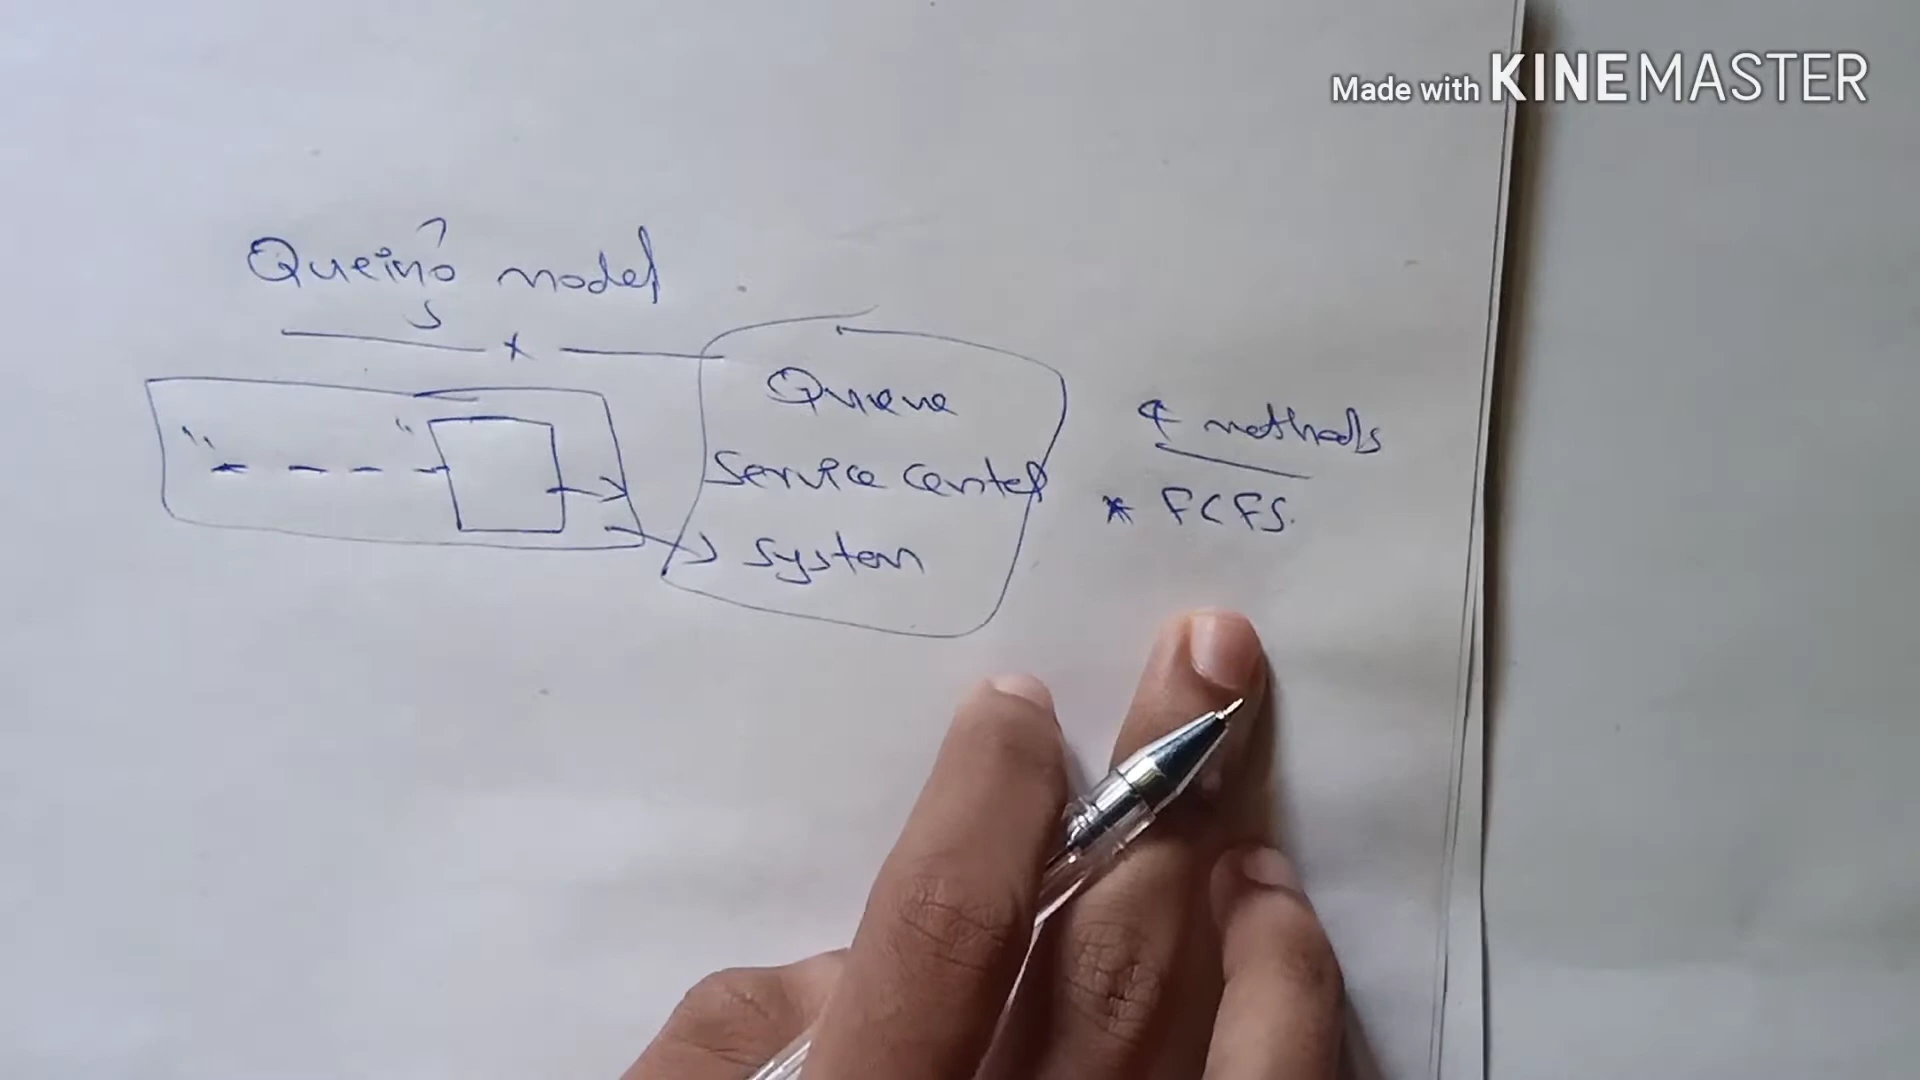 Made with KINEMASTER
Queing model
Queue
Service center
system
4 methods
* FCFS.